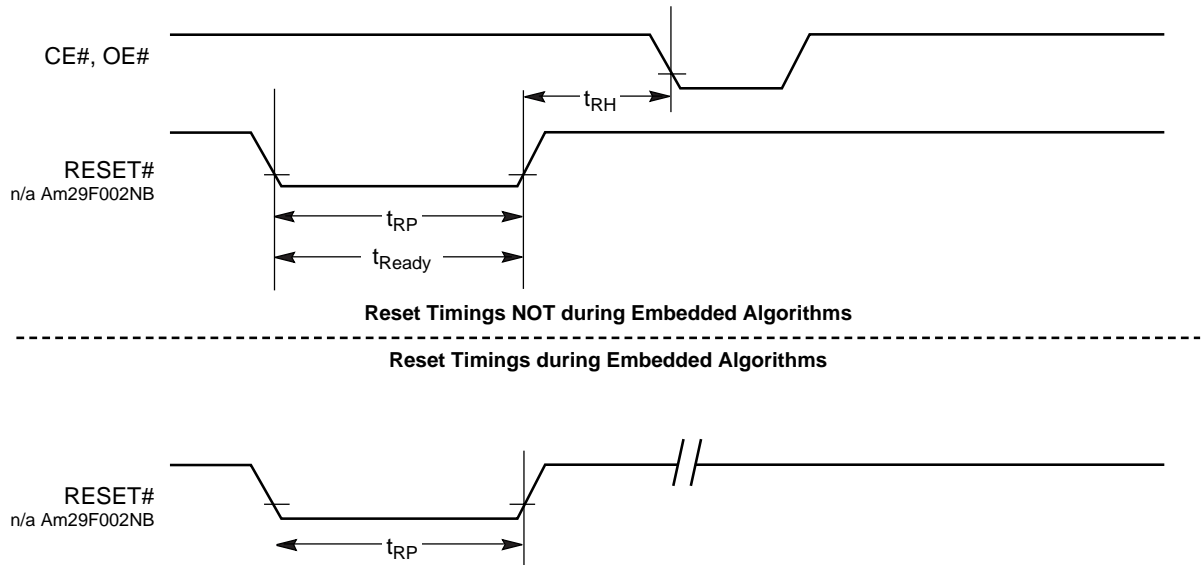 CE#, OE#
tRH
RESET#
n/a Am29F002NB
tRP
tReady
Reset Timings NOT during Embedded Algorithms
Reset Timings during Embedded Algorithms
RESET#
n/a Am29F002NB
tRP